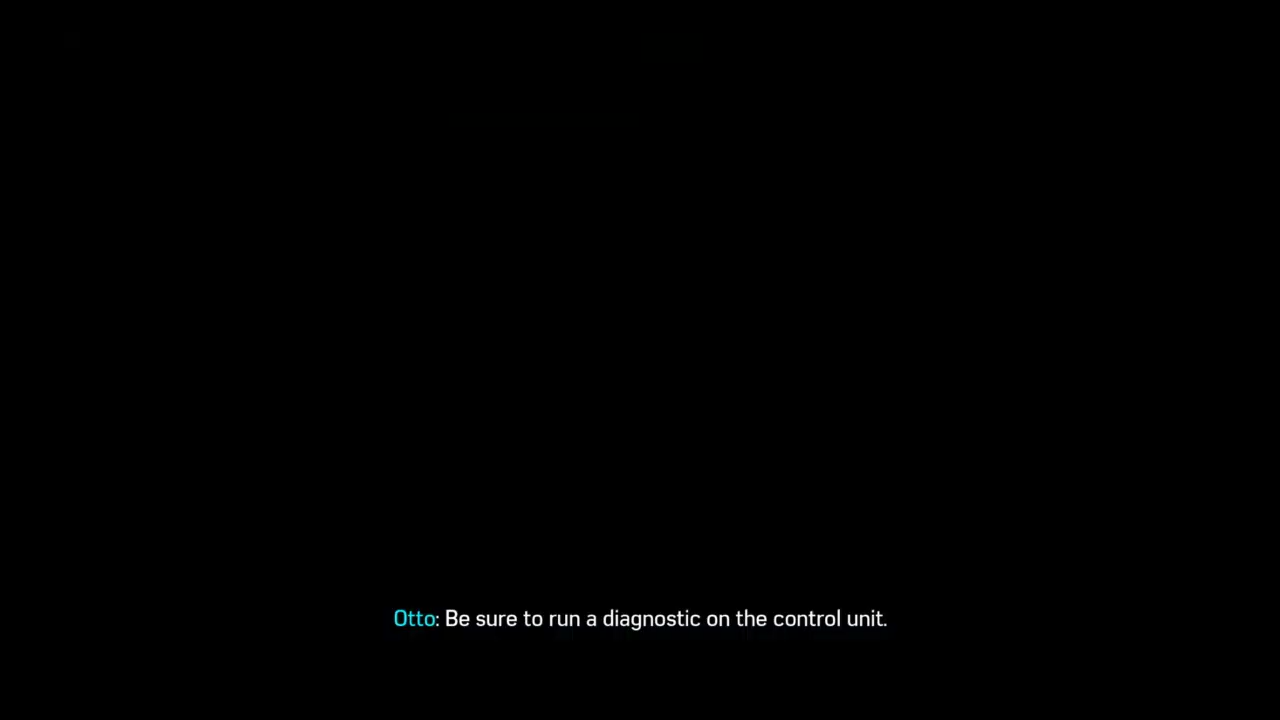 Otto: Be sure to run a diagnostic on the control unit.